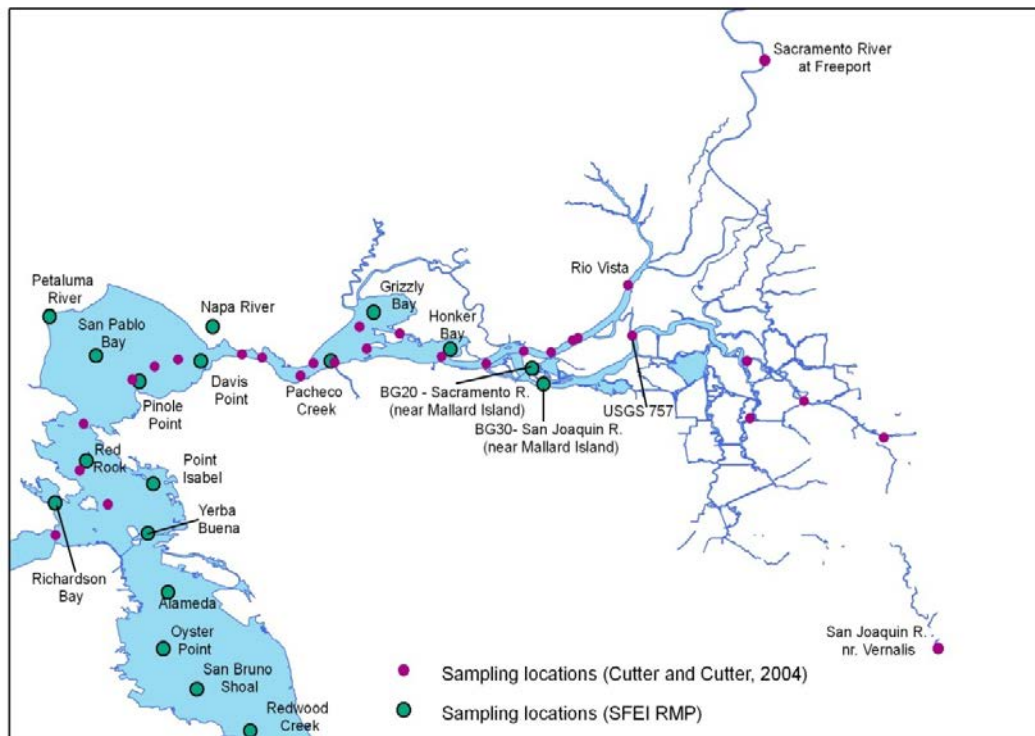 Sacramento River
at Freeport
Rio Vista
Petaluma
River
Napa River
Grizzly
Bay
San Pablo
Bay
Honker
Bay
Davis
Point
Pacheco
Creek
BG20 - Sacramento R.
(near Mallard Island)
USGS 757
Pinole
Point
BG30- San Joaquin R.
(near Mallard Island)
Red
Rock
Point
Isabel
Yerba
Buena
Richardson
Bay
Alameda
Oyster
Point
San Joaquin R.
nr. Vernalis
San Bruno
Shoal
Sampling locations (Cutter and Cutter, 2004)
Redwood
Creek
Sampling locations (SFEI RMP)